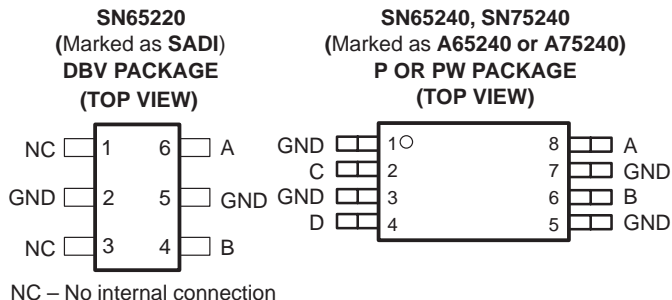 SN65220
(Marked as SADI)
DBV PACKAGE
(TOP VIEW)
NC 1 6 A
GND 2 5 GND
NC 3 4 B
NC – No internal connection
SN65240, SN75240
(Marked as A65240 or A75240)
P OR PW PACKAGE
(TOP VIEW)
GND 1 8 A
C 2 7 GND
GND 3 6 B
D 4 5 GND